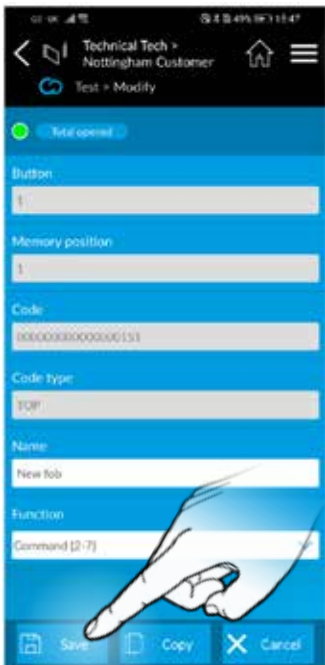 Technical Tech >
Nottingham Customer
Test > Modify
Total opened
Button
1
Memory position
1
Code
Code type
TOP
Name
New fob
Function
Command [2-7]
Save
Copy
Cancel